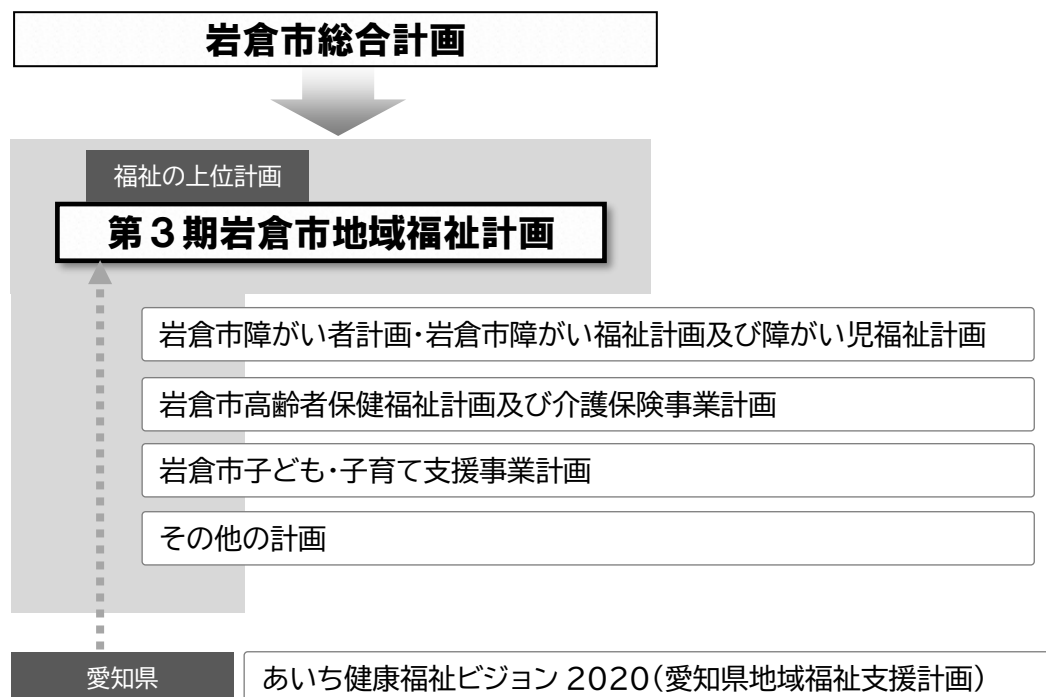 岩倉市総合計画
福祉の上位計画
第3期岩倉市地域福祉計画
岩倉市障がい者計画・岩倉市障がい福祉計画及び障がい児福祉計画
岩倉市高齢者保健福祉計画及び介護保険事業計画
岩倉市子ども・子育て支援事業計画
その他の計画
愛知県
あいち健康福祉ビジョン 2020(愛知県地域福祉支援計画)